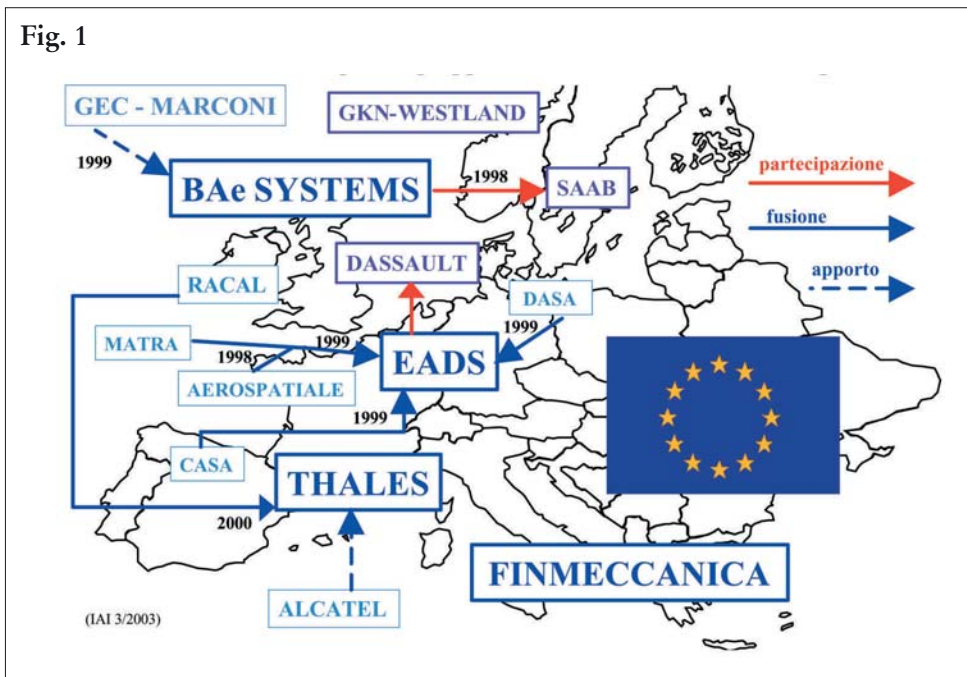 Fig. 1
GEC - MARCONI
GKN-WESTLAND
1999
BAe SYSTEMS
1998
SAAB
partecipazione
fusione
DASSAULT
RACAL
DASA
apporto
MATRA
1999
1999
1998
EADS
AEROSPATIALE
1999
CASA
THALES
2000
FINMECCANICA
ALCATEL
(IAI 3/2003)